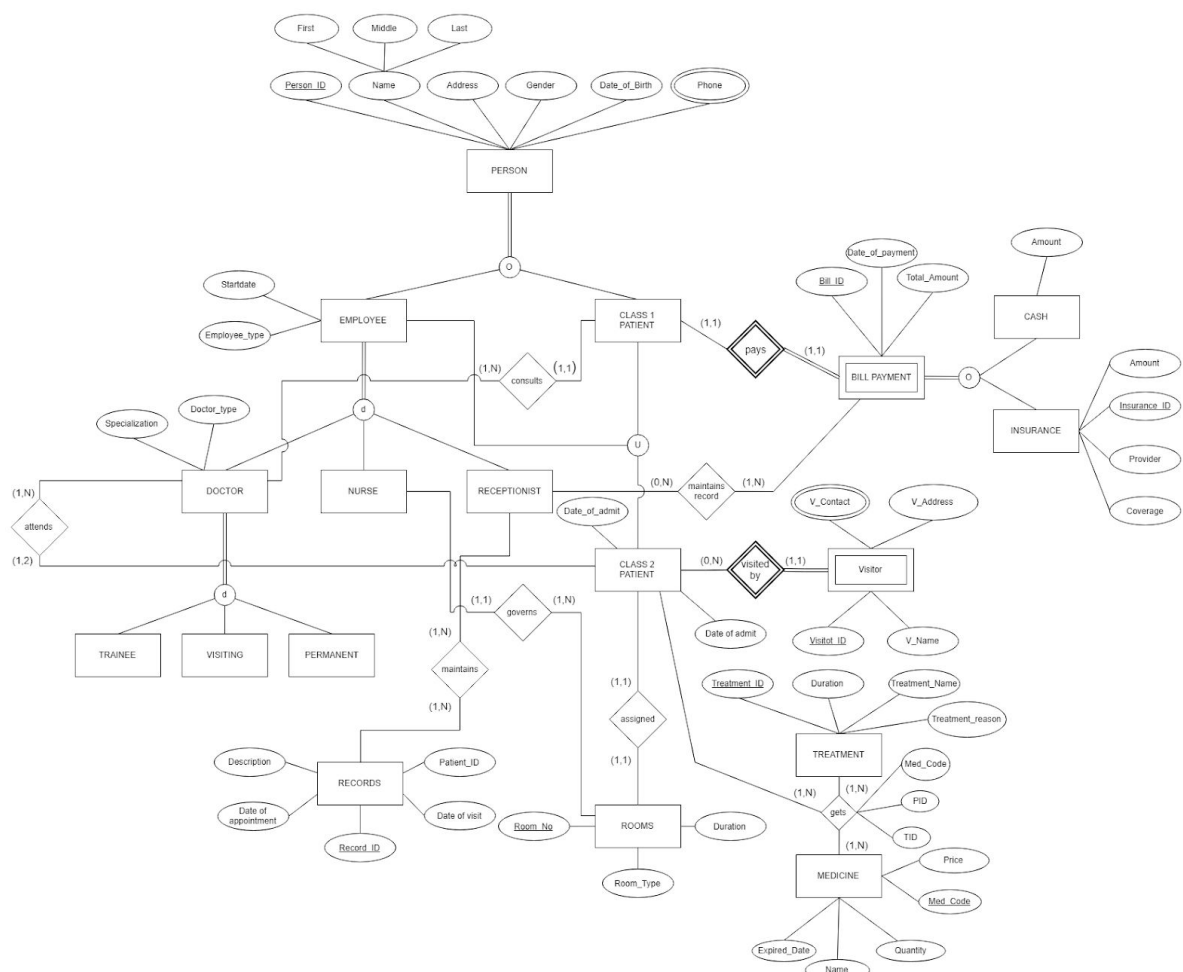 First
Middle
Last
Person_ID
Name
Address
Gender
Date_of_Birth
Phone
PERSON
O
Startdate
Employee_type
EMPLOYEE
CLASS 1
PATIENT
(1,1)
pays
(1,1)
Bill_ID
Date_of_payment
Total_Amount
BILL PAYMENT
O
Amount
CASH
Amount
Insurance_ID
Provider
Coverage
INSURANCE
(1,N)
consults
(1,1)
d
U
Specialization
Doctor_type
DOCTOR
NURSE
RECEPTIONIST
(0,N)
maintains
record
(1,N)
(1,N)
attends
(1,2)
Date_of_admit
CLASS 2
PATIENT
(0,N)
visited
by
(1,1)
V_Contact
V_Address
Visitor
Visitot_ID
V_Name
Date of admit
d
TRAINEE
VISITING
PERMANENT
(1,1)
governs
(1,N)
(1,N)
maintains
(1,N)
(1,1)
assigned
(1,1)
Treatment_ID
Duration
Treatment_Name
Treatment_reason
TREATMENT
(1,N)
(1,N)
gets
Med_Code
PID
TID
(1,N)
MEDICINE
Price
Med_Code
Expired_Date
Name
Quantity
Description
Patient_ID
RECORDS
Date of
appointment
Date of visit
Record_ID
Room_No
ROOMS
Duration
Room_Type